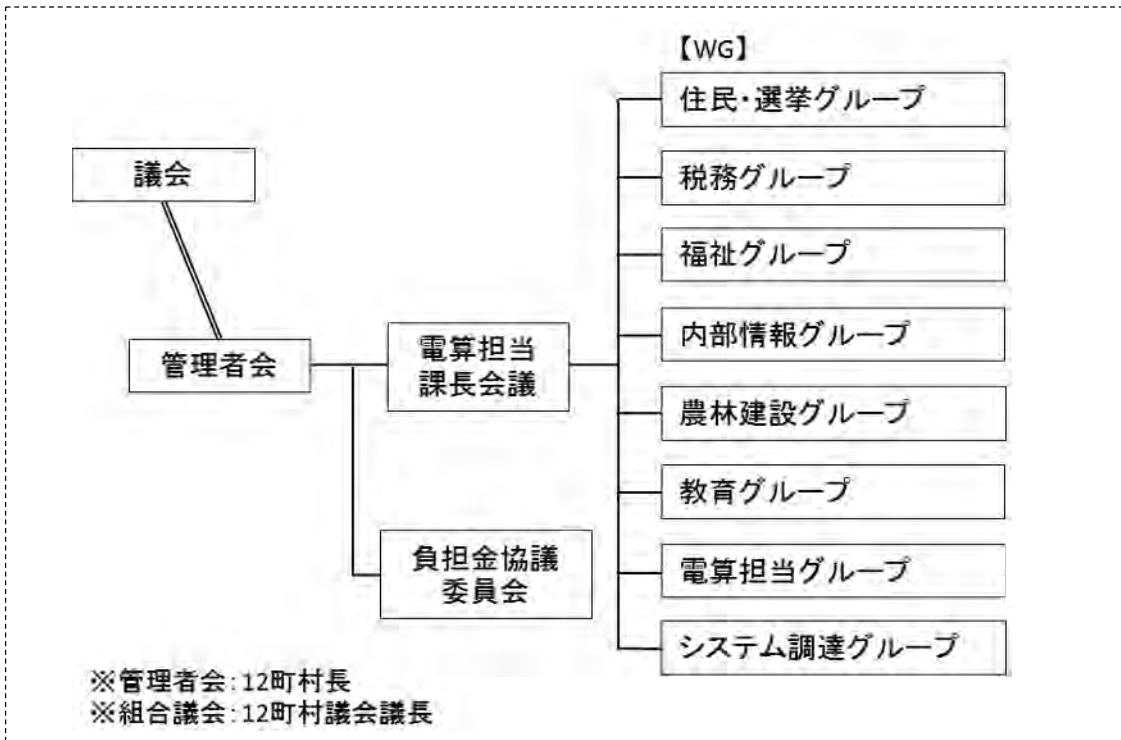 議会
管理者会
電算担当
課長会議
負担金協議
委員会
【WG】
住民・選挙グループ
税務グループ
福祉グループ
内部情報グループ
農林建設グループ
教育グループ
電算担当グループ
システム調達グループ
※管理者会:12町村長
※組合議会:12町村議会議長